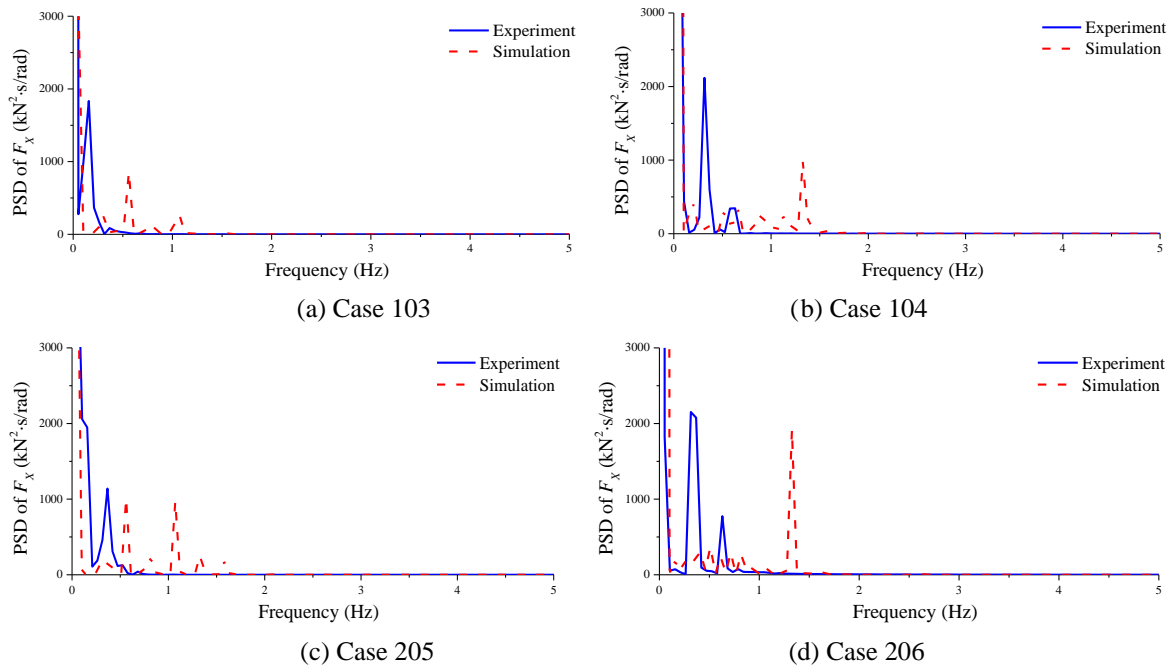 3000
2000
1000
0
PSD of F_X (kN²·s/rad)
Experiment
Simulation
0 1 2 3 4 5
Frequency (Hz)
(a) Case 103
3000
2000
1000
0
PSD of F_X (kN²·s/rad)
Experiment
Simulation
0 1 2 3 4 5
Frequency (Hz)
(b) Case 104
3000
2000
1000
0
PSD of F_X (kN²·s/rad)
Experiment
Simulation
0 1 2 3 4 5
Frequency (Hz)
(c) Case 205
3000
2000
1000
0
PSD of F_X (kN²·s/rad)
Experiment
Simulation
0 1 2 3 4 5
Frequency (Hz)
(d) Case 206